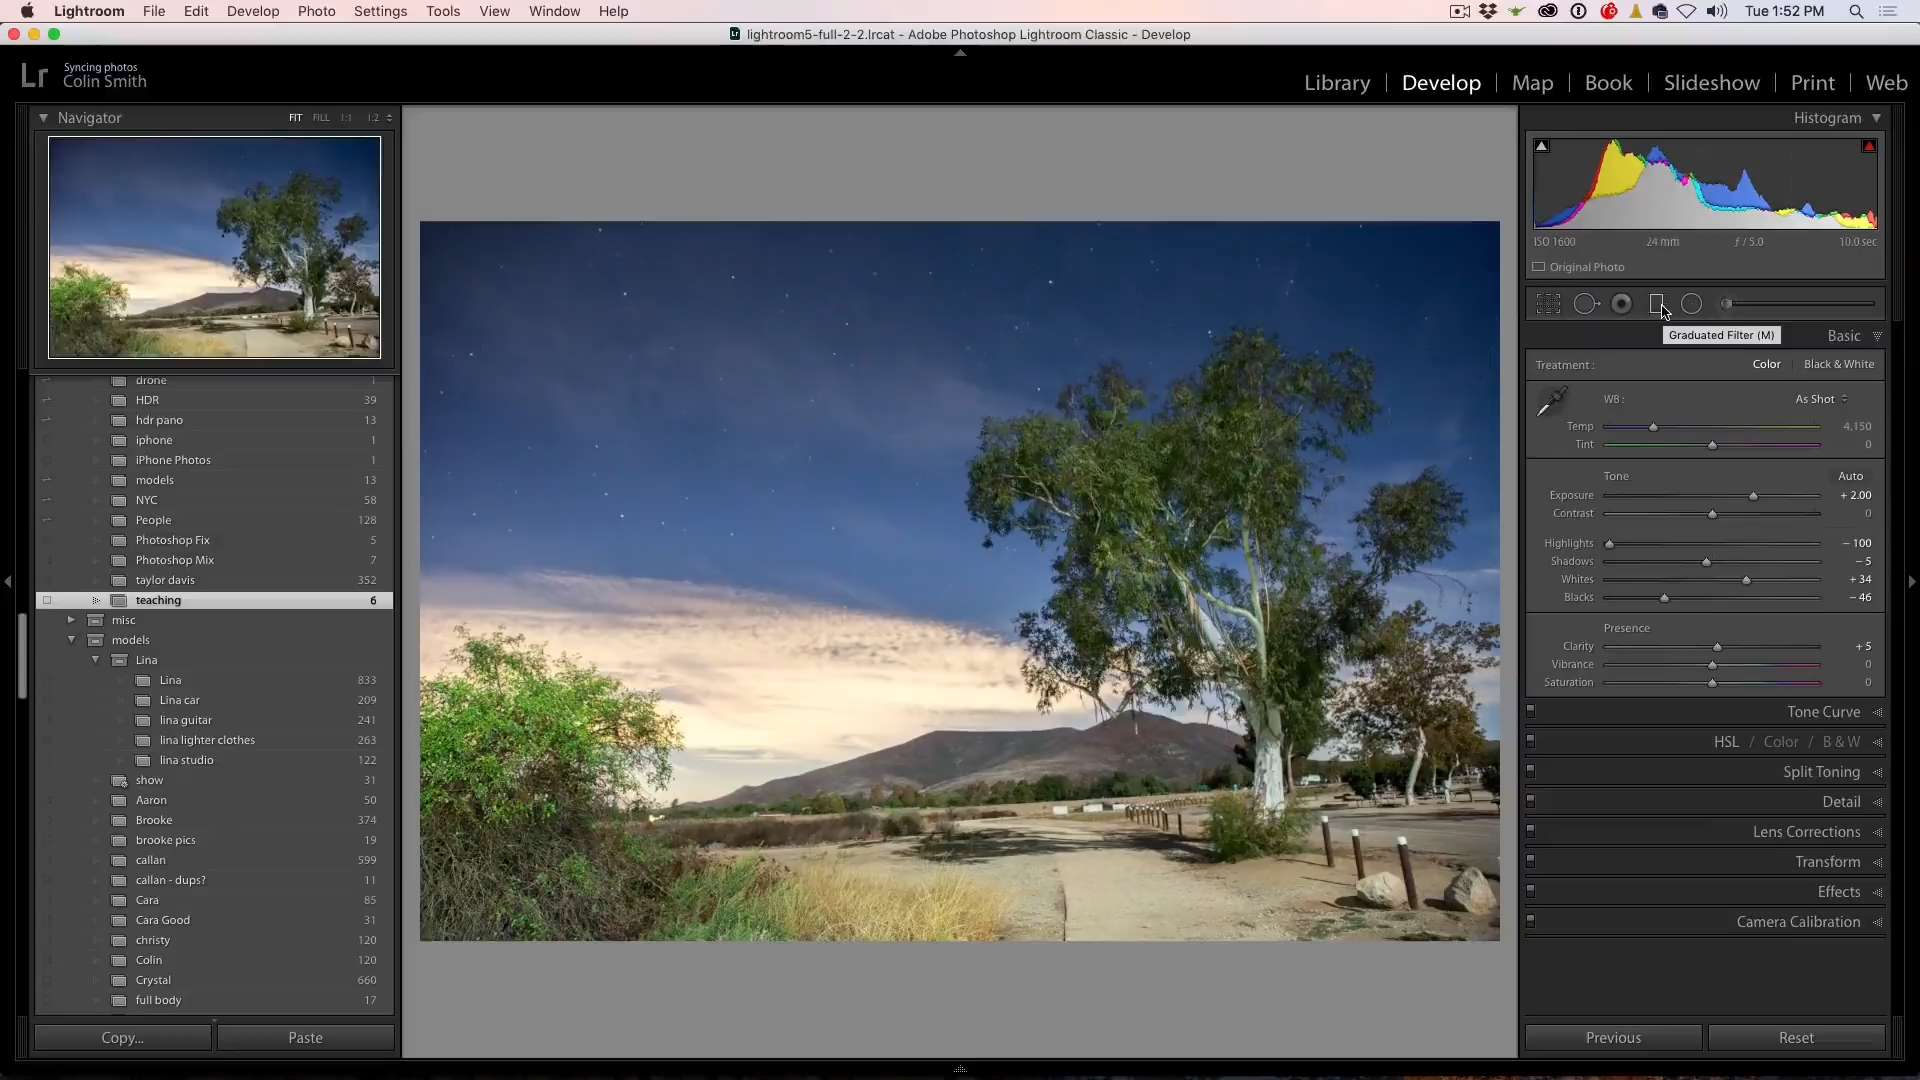 Lightroom File Edit Develop Photo Settings Tools View Window Help Tue 1:52 PM
lightroom5-full-2-2.lrcat - Adobe Photoshop Lightroom Classic - Develop
Lr Syncing photos
Colin Smith
Library | Develop | Map | Book | Slideshow | Print | Web
Navigator FIT FILL 1:1 1:2
drone 1
HDR 39
hdr pano 13
iphone 1
iPhone Photos 1
models 13
NYC 58
People 128
Photoshop Fix 5
Photoshop Mix 7
taylor davis 352
teaching 6
misc
models
Lina
Lina 833
Lina car 209
lina guitar 241
lina lighter clothes 263
lina studio 122
show 31
Aaron 50
Brooke 374
brooke pics 19
callan 599
callan - dups? 11
Cara 85
Cara Good 31
christy 120
Colin 120
Crystal 660
full body 17
Copy... Paste
Histogram
ISO 1600 24 mm ƒ / 5.0 10.0 sec
Original Photo
Graduated Filter (M)
Basic
Treatment : Color | Black & White
WB : As Shot
Temp 4,150
Tint 0
Tone Auto
Exposure + 2.00
Contrast 0
Highlights − 100
Shadows − 5
Whites + 34
Blacks − 46
Presence
Clarity + 5
Vibrance 0
Saturation 0
Tone Curve
HSL / Color / B & W
Split Toning
Detail
Lens Corrections
Transform
Effects
Camera Calibration
Previous Reset